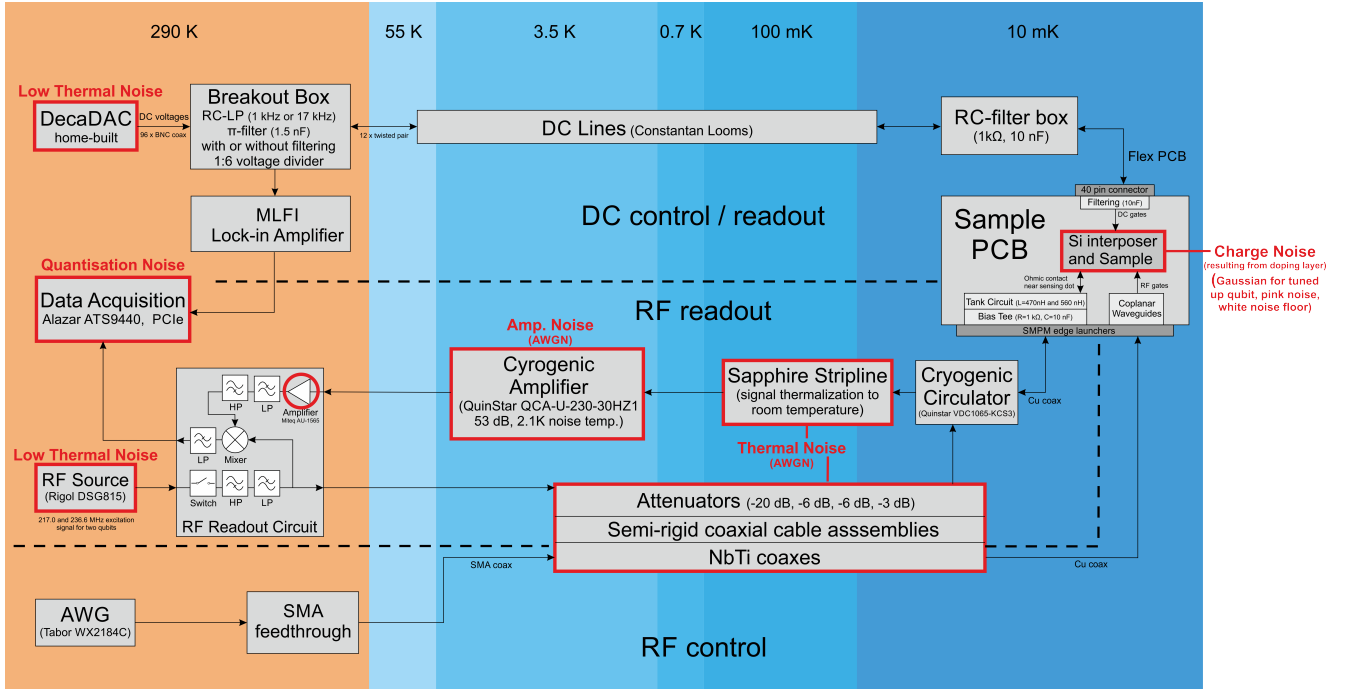 290 K
55 K
3.5 K
0.7 K
100 mK
10 mK
Low Thermal Noise
DecaDAC
home-built
DC voltages
96 x BNC coax
Breakout Box
RC-LP (1 kHz or 17 kHz)
π-filter (1.5 nF)
with or without filtering
1:6 voltage divider
12 x twisted pair
DC Lines (Constantan Looms)
RC-filter box
(1kΩ, 10 nF)
Flex PCB
MLFI
Lock-in Amplifier
DC control / readout
40 pin connector
Filtering (10nF)
DC gates
Sample
PCB
Si interposer
and Sample
Charge Noise
(resulting from doping layer)
(Gaussian for tuned
up qubit, pink noise,
white noise floor)
Ohmic contact
near sensing dot
RF gates
Tank Circuit (L=470nH and 560 nH)
Bias Tee (R=1 kΩ, C=10 nF)
Coplanar
Waveguides
SMPM edge launchers
Quantisation Noise
Data Acquisition
Alazar ATS9440, PCIe
RF readout
Amp. Noise
(AWGN)
Cyrogenic
Amplifier
(QuinStar QCA-U-230-30HZ1
53 dB, 2.1K noise temp.)
Sapphire Stripline
(signal thermalization to
room temperature)
Cryogenic
Circulator
(Quinstar VDC1065-KCS3)
Cu coax
Thermal Noise
(AWGN)
HP
LP
Amplifier
Miteq AU-1565
LP
Mixer
Low Thermal Noise
RF Source
(Rigol DSG815)
217.0 and 236.6 MHz excitation
signal for two qubits
Switch
HP
LP
RF Readout Circuit
Attenuators (-20 dB, -6 dB, -6 dB, -3 dB)
Semi-rigid coaxial cable asssemblies
NbTi coaxes
SMA coax
Cu coax
AWG
(Tabor WX2184C)
SMA
feedthrough
RF control